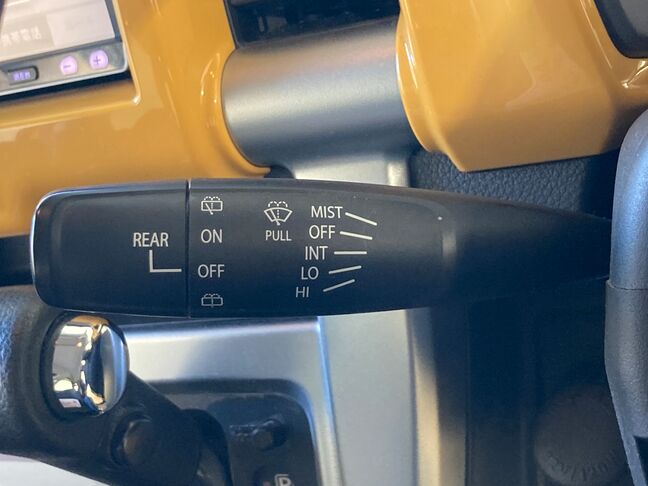 REAR
ON
OFF
PULL
MIST
OFF
INT
LO
HI
P